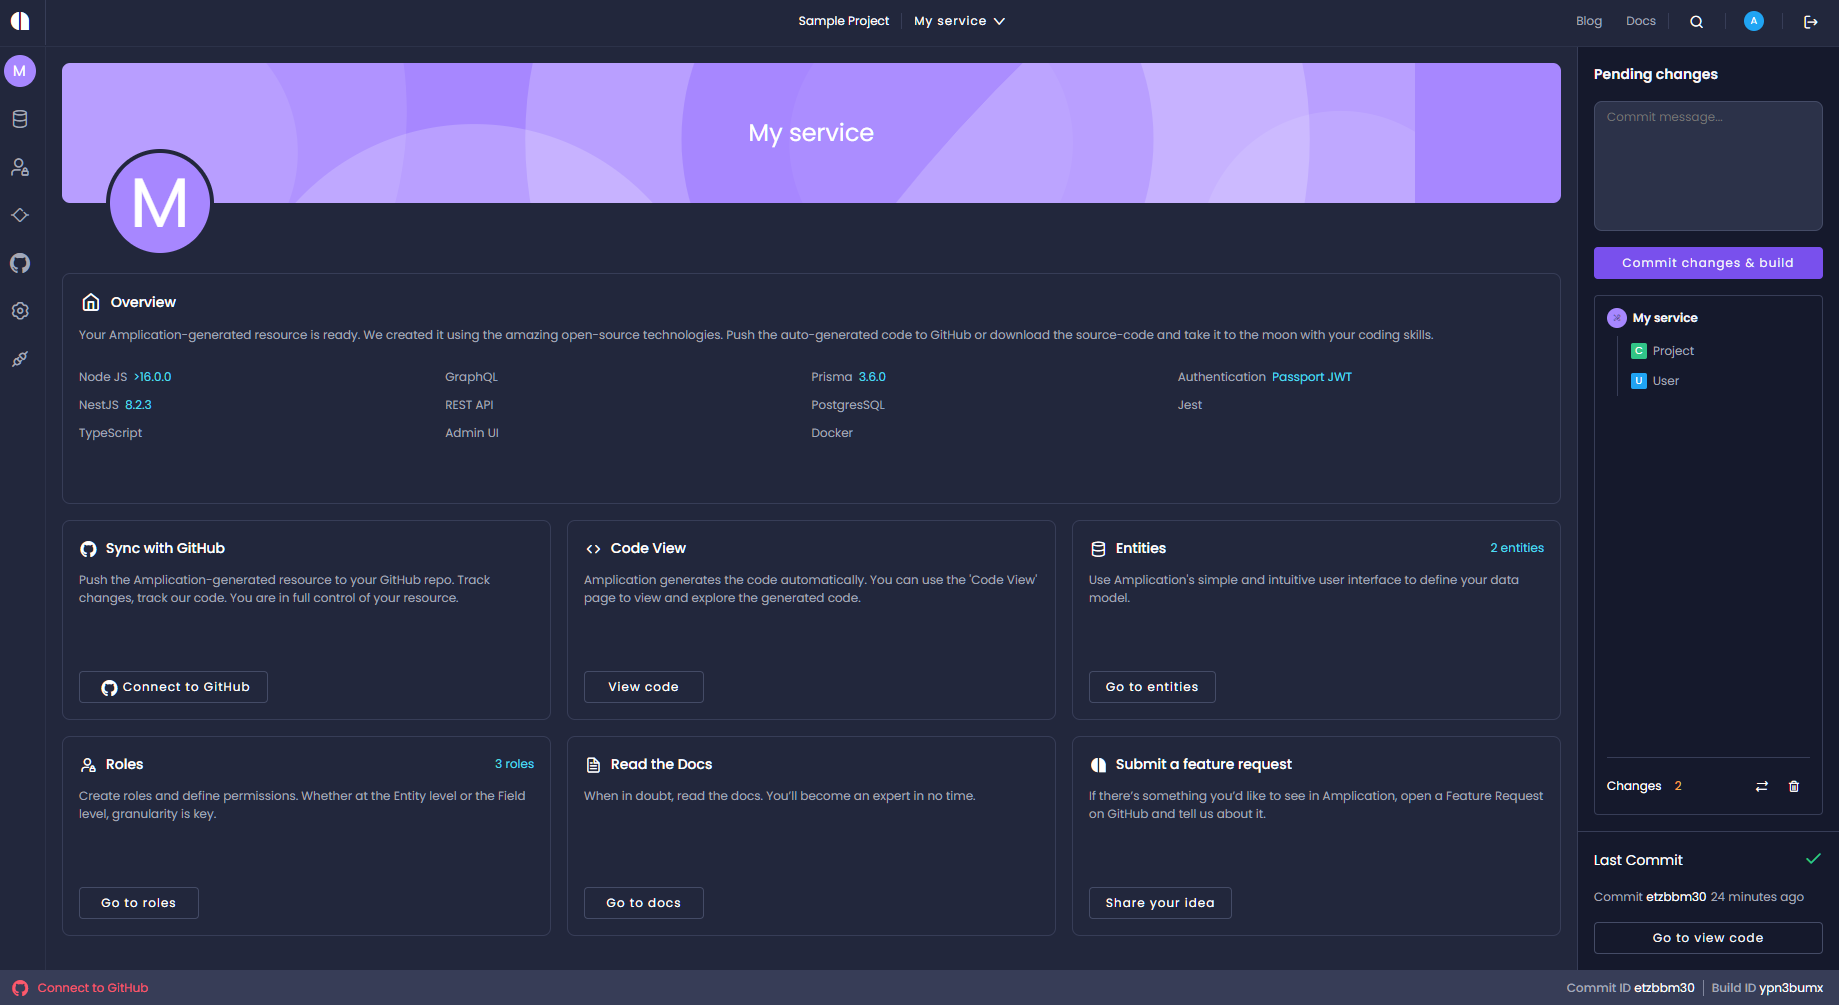 Sample Project
My service
Blog
Docs
A
M
My service
M
Overview
Your Amplication-generated resource is ready. We created it using the amazing open-source technologies. Push the auto-generated code to GitHub or download the source-code and take it to the moon with your coding skills.
Node JS >16.0.0
GraphQL
Prisma 3.6.0
Authentication Passport JWT
NestJS 8.2.3
REST API
PostgresSQL
Jest
TypeScript
Admin UI
Docker
Sync with GitHub
Push the Amplication-generated resource to your GitHub repo. Track
changes, track our code. You are in full control of your resource.
Connect to GitHub
Code View
Amplication generates the code automatically. You can use the 'Code View'
page to view and explore the generated code.
View code
Entities
2 entities
Use Amplication's simple and intuitive user interface to define your data
model.
Go to entities
Roles
3 roles
Create roles and define permissions. Whether at the Entity level or the Field
level, granularity is key.
Go to roles
Read the Docs
When in doubt, read the docs. You’ll become an expert in no time.
Go to docs
Submit a feature request
If there’s something you’d like to see in Amplication, open a Feature Request
on GitHub and tell us about it.
Share your idea
Pending changes
Commit message...
Commit changes & build
My service
C Project
U User
Changes 2
Last Commit
Commit etzbbm30 24 minutes ago
Go to view code
Connect to GitHub
Commit ID etzbbm30
Build ID ypn3bumx